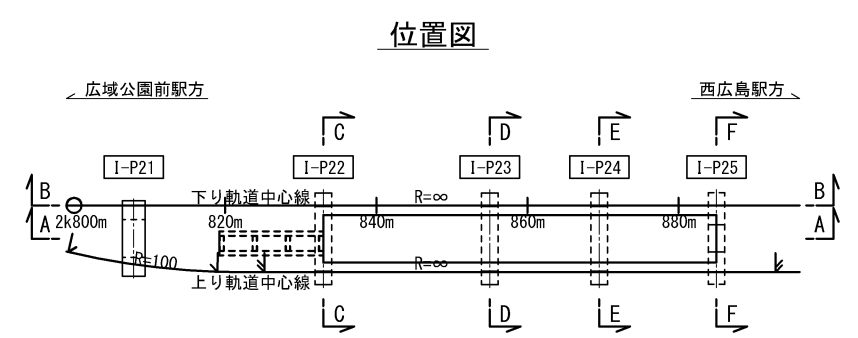 位置図
広域公園前駅方
西広島駅方
C
D
E
F
I-P21
I-P22
I-P23
I-P24
I-P25
B
下り軌道中心線
R=∞
B
A
2k800m
820m
840m
860m
880m
A
R=100
R=∞
上り軌道中心線
C
D
E
F